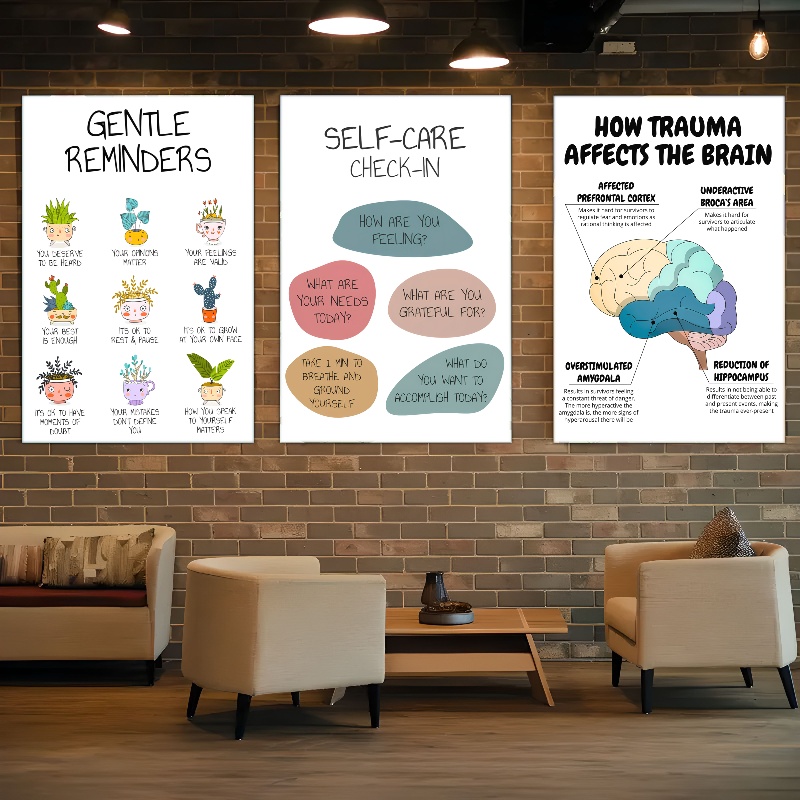 GENTLE
REMINDERS
YOU DESERVE
TO BE HEARD
YOUR OPINIONS
MATTER
YOUR FEELINGS
ARE VALID
YOUR BEST
IS ENOUGH
IT'S OK TO
REST & PAUSE
IT'S OK TO GROW
AT YOUR OWN PACE
IT'S OK TO HAVE
MOMENTS OF
DOUBT
YOUR MISTAKES
DON'T DEFINE
YOU
HOW YOU SPEAK
TO YOURSELF
MATTERS
SELF-CARE
CHECK-IN
HOW ARE YOU
FEELING?
WHAT ARE
YOUR NEEDS
TODAY?
WHAT ARE YOU
GRATEFUL FOR?
TAKE 1 MIN TO
BREATHE AND
GROUND
YOURSELF
WHAT DO
YOU WANT TO
ACCOMPLISH TODAY?
HOW TRAUMA
AFFECTS THE BRAIN
AFFECTED
PREFRONTAL CORTEX
Makes it hard for survivors to
regulate fear and emotions as
rational thinking is affected
UNDERACTIVE
BROCA'S AREA
Makes it hard for
survivors to articulate
what happened
OVERSTIMULATED
AMYGDALA
Results in survivors feeling
a constant threat of danger.
The more hyperactive the
amygdala is, the more signs of
hyperarousal there will be
REDUCTION OF
HIPPOCAMPUS
Results in not being able to
differentiate between past
and present events, making
the trauma ever-present.